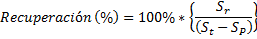 Recuperación (%) = 100% * { S_r / (S_t − S_P) }